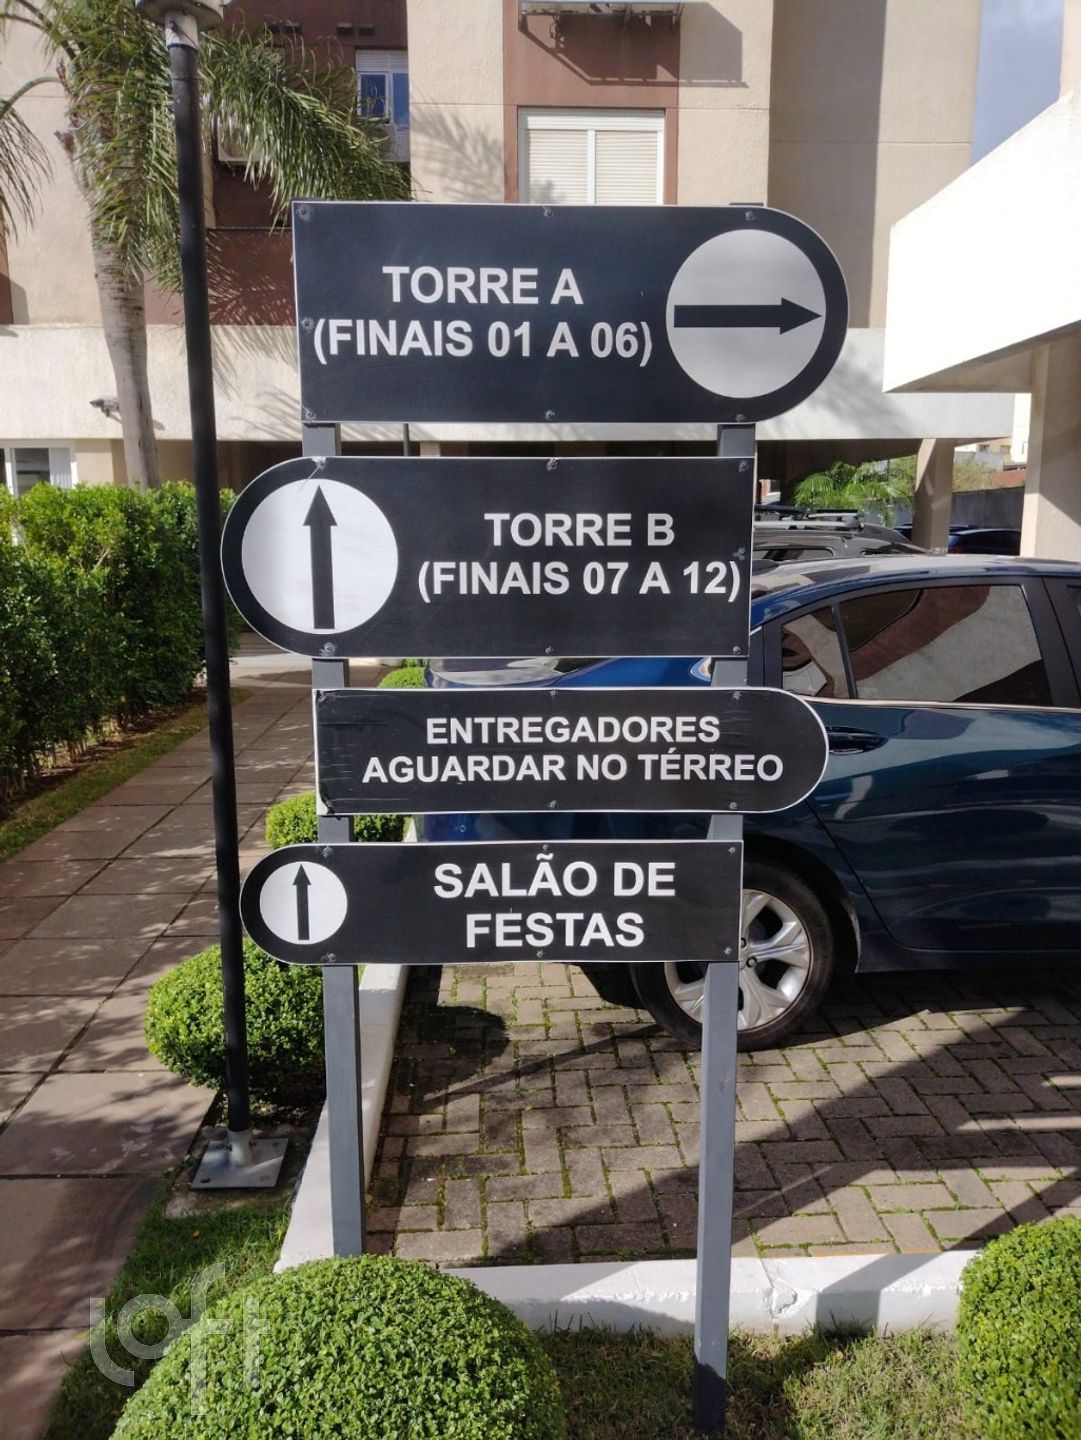 TORRE A
(FINAIS 01 A 06)
TORRE B
(FINAIS 07 A 12)
ENTREGADORES
AGUARDAR NO TÉRREO
SALÃO DE
FESTAS
loft